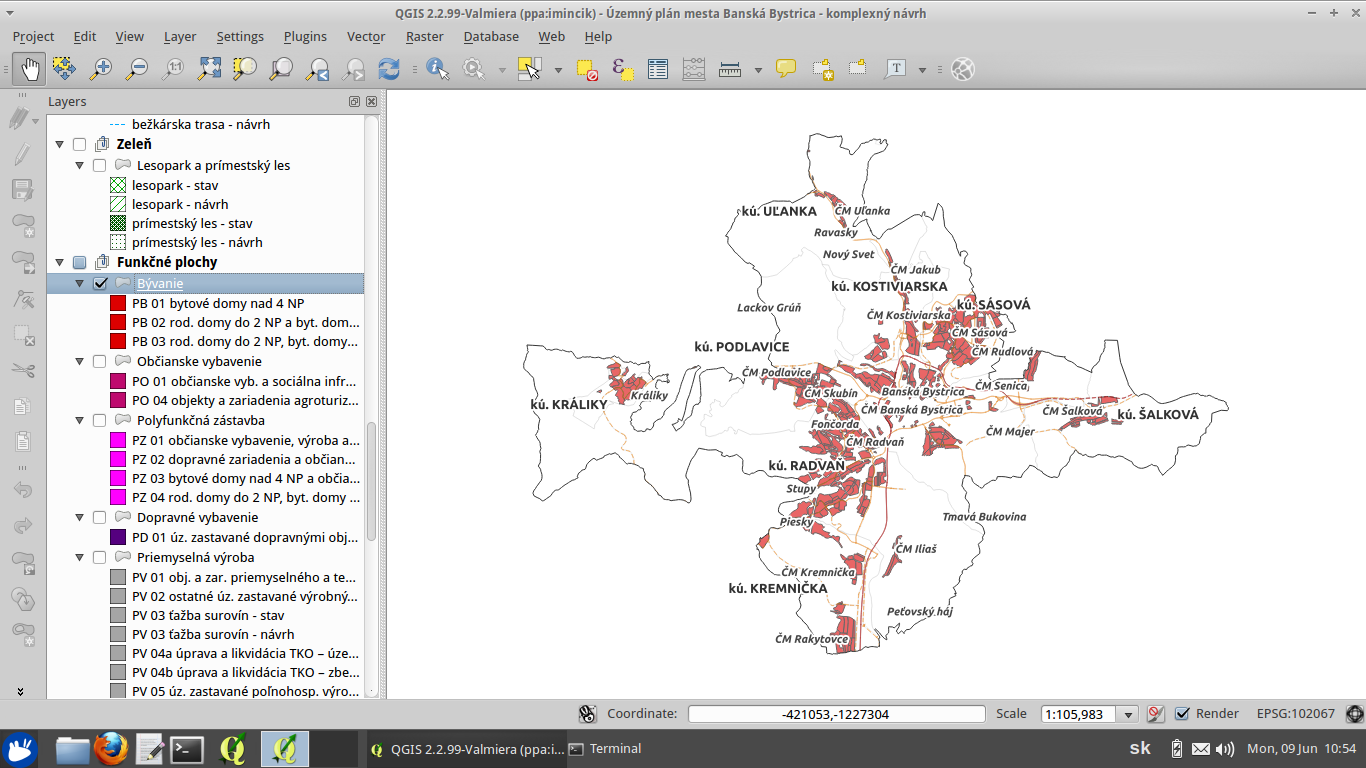 QGIS 2.2.99-Valmiera (ppa:imincik) - Územný plán mesta Banská Bystrica - komplexný návrh
Project Edit View Layer Settings Plugins Vector Raster Database Web Help
Layers
bežkárska trasa - návrh
Zeleň
Lesopark a prímestský les
lesopark - stav
lesopark - návrh
prímestský les - stav
prímestský les - návrh
Funkčné plochy
Bývanie
PB 01 bytové domy nad 4 NP
PB 02 rod. domy do 2 NP a byt. dom...
PB 03 rod. domy do 2 NP, byt. domy...
Občianske vybavenie
PO 01 občianske vyb. a sociálna infr...
PO 04 objekty a zariadenia agroturiz...
Polyfunkčná zástavba
PZ 01 občianske vybavenie, výroba a...
PZ 02 dopravné zariadenia a občian...
PZ 03 bytové domy nad 4 NP a občia...
PZ 04 rod. domy do 2 NP, byt. domy ...
Dopravné vybavenie
PD 01 úz. zastavané dopravnými obj...
Priemyselná výroba
PV 01 obj. a zar. priemyselného a te...
PV 02 ostatné úz. zastavané výrobný...
PV 03 ťažba surovín - stav
PV 03 ťažba surovín - návrh
PV 04a úprava a likvidácia TKO – úze...
PV 04b úprava a likvidácia TKO – zbe...
PV 05 úz. zastavané poľnohosp. výro...
kú. UĽANKA
ČM Uľanka
Ravasky
Nový Svet
ČM Jakub
kú. KOSTIVIARSKA
Lackov Grúň
kú. SÁSOVÁ
ČM Kostiviarska
ČM Sásová
kú. PODLAVICE
ČM Rudlová
ČM Podlavice
ČM Senica
ČM Skubín
Banská Bystrica
Králiky
kú. KRÁLIKY
ČM Banská Bystrica
ČM Šalková
kú. ŠALKOVÁ
Fončorda
ČM Majer
ČM Radvaň
kú. RADVAŇ
Stupy
Piesky
Tmavá Bukovina
ČM Iliaš
ČM Kremnička
kú. KREMNIČKA
Peťovský háj
ČM Rakytovce
Coordinate: -421053,-1227304 Scale 1:105,983 Render EPSG:102067
QGIS 2.2.99-Valmiera (ppa:i... Terminal sk Mon, 09 Jun 10:54